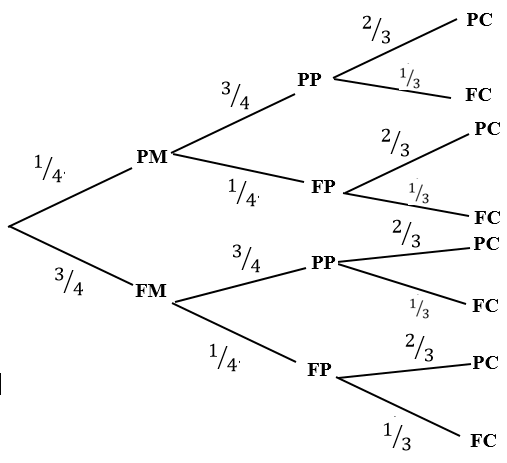 2/3 PC
PP
1/3 FC
3/4
PM
1/4
1/4
FP
2/3 PC
1/3 FC
3/4
FM
3/4
PP
2/3 PC
1/3 FC
1/4
FP
2/3 PC
1/3 FC